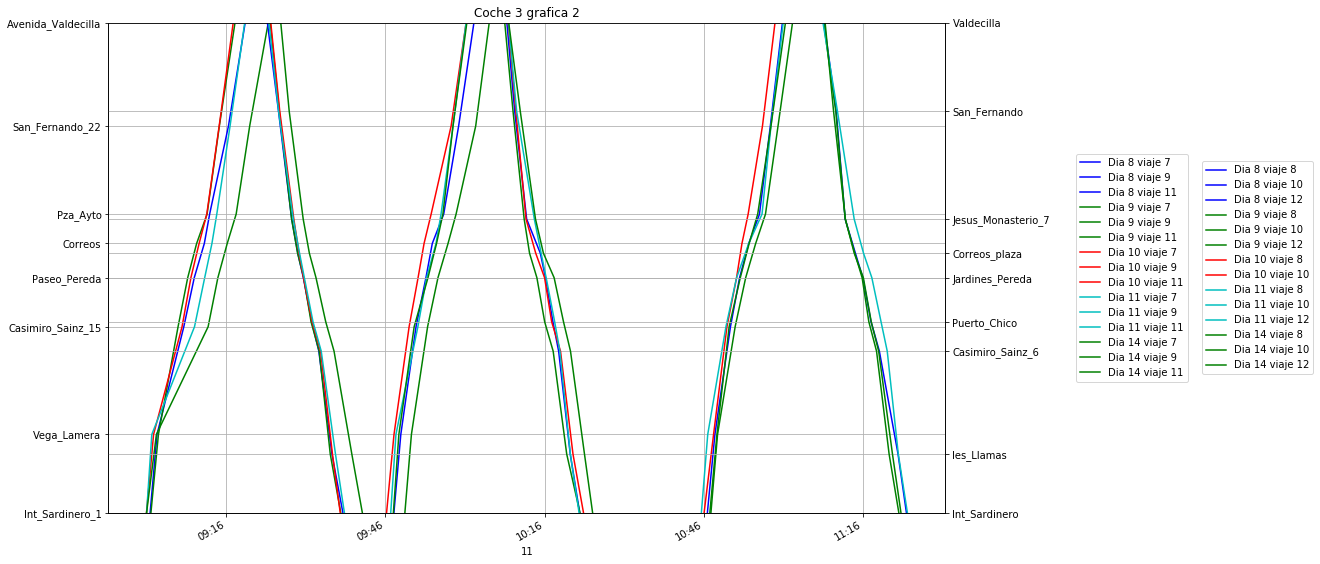 Coche 3 grafica 2
Avenida_Valdecilla
San_Fernando_22
Pza_Ayto
Correos
Paseo_Pereda
Casimiro_Sainz_15
Vega_Lamera
Int_Sardinero_1
Valdecilla
San_Fernando
Jesus_Monasterio_7
Correos_plaza
Jardines_Pereda
Puerto_Chico
Casimiro_Sainz_6
Ies_Llamas
Int_Sardinero
09:16
09:46
10:16
10:46
11:16
11
Dia 8 viaje 7
Dia 8 viaje 9
Dia 8 viaje 11
Dia 9 viaje 7
Dia 9 viaje 9
Dia 9 viaje 11
Dia 10 viaje 7
Dia 10 viaje 9
Dia 10 viaje 11
Dia 11 viaje 7
Dia 11 viaje 9
Dia 11 viaje 11
Dia 14 viaje 7
Dia 14 viaje 9
Dia 14 viaje 11
Dia 8 viaje 8
Dia 8 viaje 10
Dia 8 viaje 12
Dia 9 viaje 8
Dia 9 viaje 10
Dia 9 viaje 12
Dia 10 viaje 8
Dia 10 viaje 10
Dia 11 viaje 8
Dia 11 viaje 10
Dia 11 viaje 12
Dia 14 viaje 8
Dia 14 viaje 10
Dia 14 viaje 12